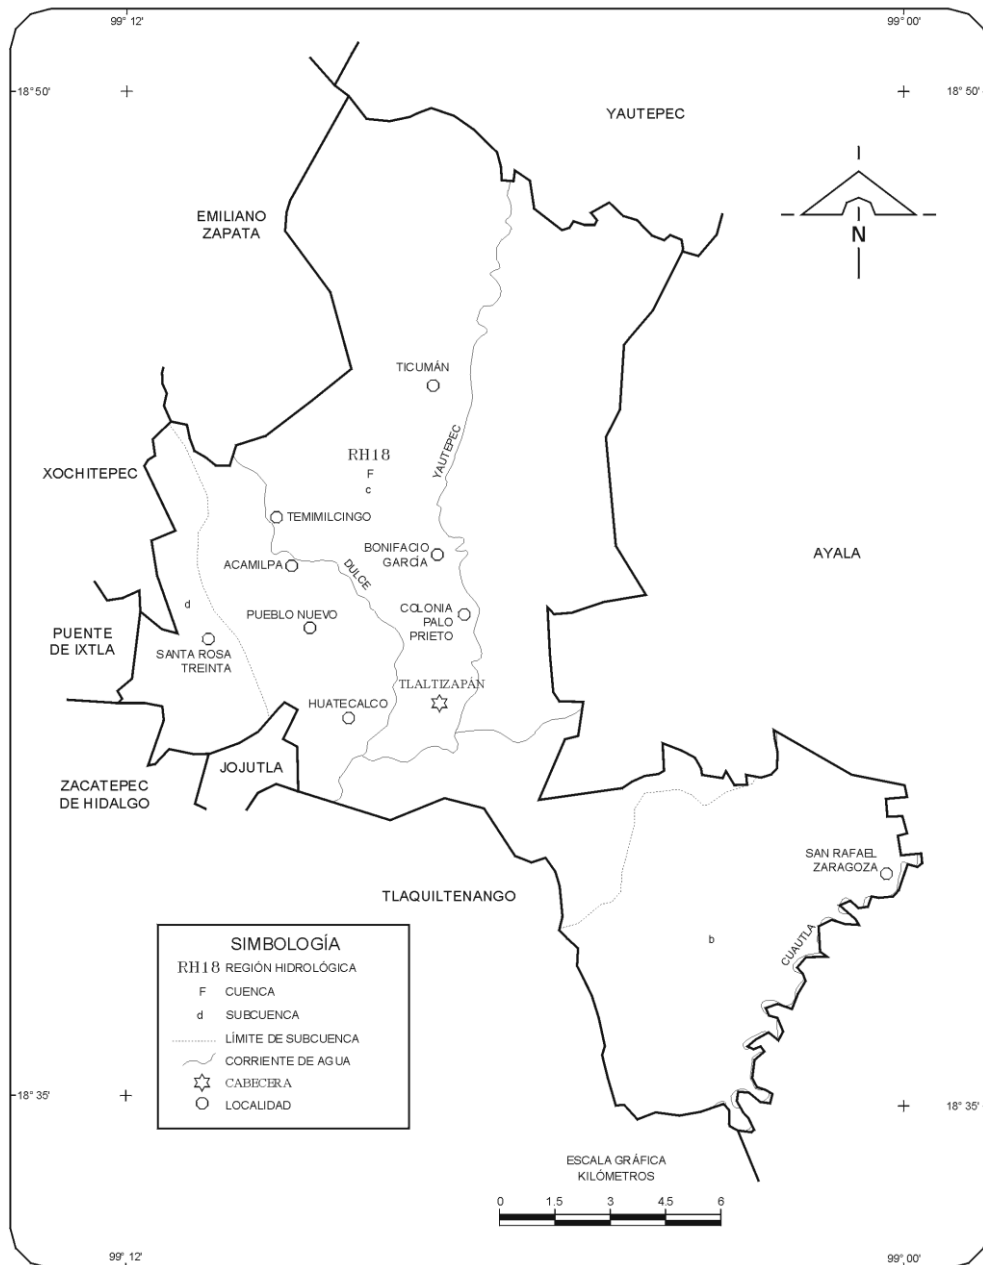 99° 12'
99° 00'
18° 50'
18° 50'
YAUTEPEC
EMILIANO
ZAPATA
N
TICUMÁN
XOCHITEPEC
RH18
F
c
YAUTEPEC
TEMIMILCINGO
BONIFACIO
GARCÍA
AYALA
ACAMILPA
DULCE
d
PUEBLO NUEVO
COLONIA
PALO
PRIETO
PUENTE
DE IXTLA
SANTA ROSA
TREINTA
TLALTIZAPÁN
HUATECALCO
JOJUTLA
ZACATEPEC
DE HIDALGO
SAN RAFAEL
ZARAGOZA
TLAQUILTENANGO
b
CUAUTLA
SIMBOLOGÍA
RH18 REGIÓN HIDROLÓGICA
F CUENCA
d SUBCUENCA
LÍMITE DE SUBCUENCA
CORRIENTE DE AGUA
CABECERA
LOCALIDAD
18° 35'
18° 35'
ESCALA GRÁFICA
KILÓMETROS
0 1.5 3 4.5 6
99° 12'
99° 00'